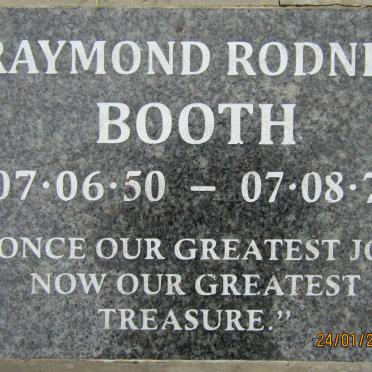 RAYMOND RODNE
BOOTH
07·06·50 – 07·08·7
ONCE OUR GREATEST JO
NOW OUR GREATEST
TREASURE."
24/01/2